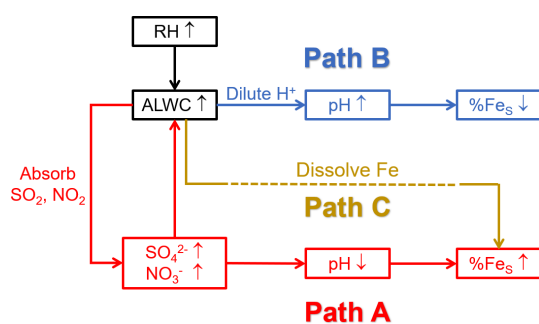 RH ↑
Path B
ALWC ↑
Dilute H⁺
pH ↑
%Feₛ ↓
Absorb
SO₂, NO₂
Dissolve Fe
Path C
SO₄²⁻ ↑
NO₃⁻ ↑
pH ↓
%Feₛ ↑
Path A